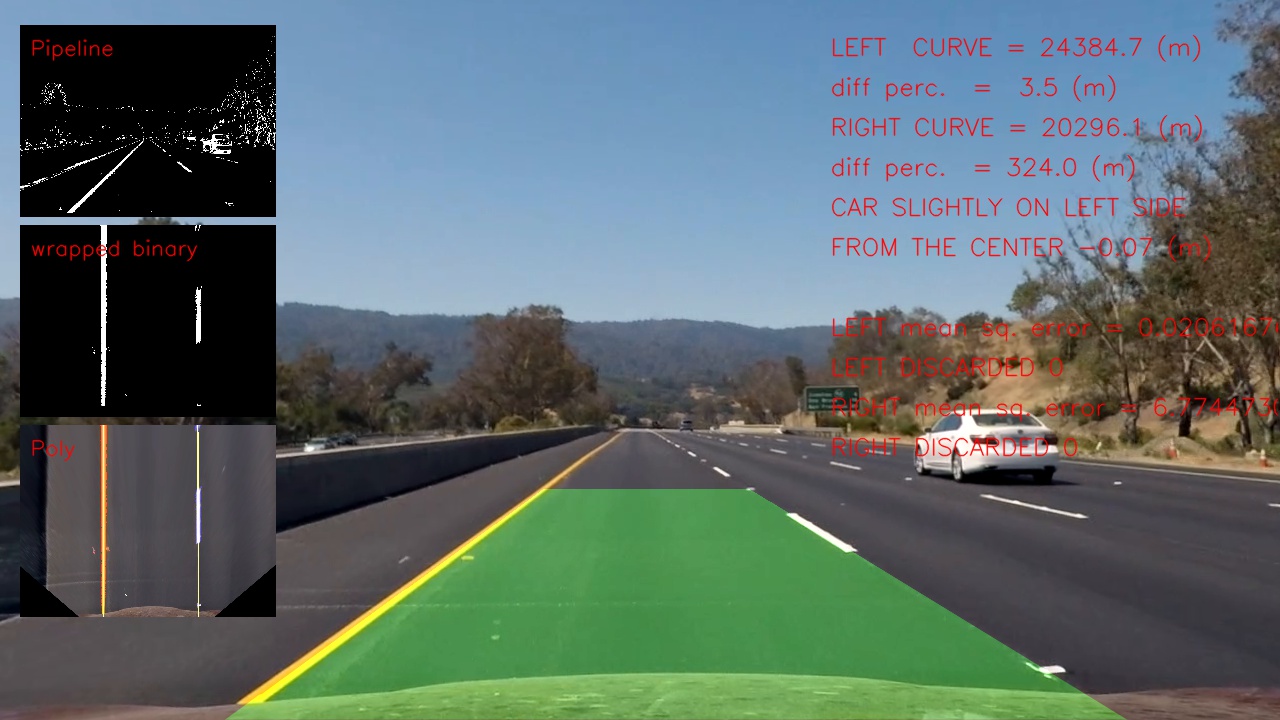 Pipeline
wrapped binary
Poly
LEFT CURVE = 24384.7 (m)
diff perc. = 3.5 (m)
RIGHT CURVE = 20296.1 (m)
diff perc. = 324.0 (m)
CAR SLIGHTLY ON LEFT SIDE
FROM THE CENTER -0.07 (m)
LEFT mean sq. error = 0.0206167
LEFT DISCARDED 0
RIGHT mean sq. error = 6.774473
RIGHT DISCARDED 0